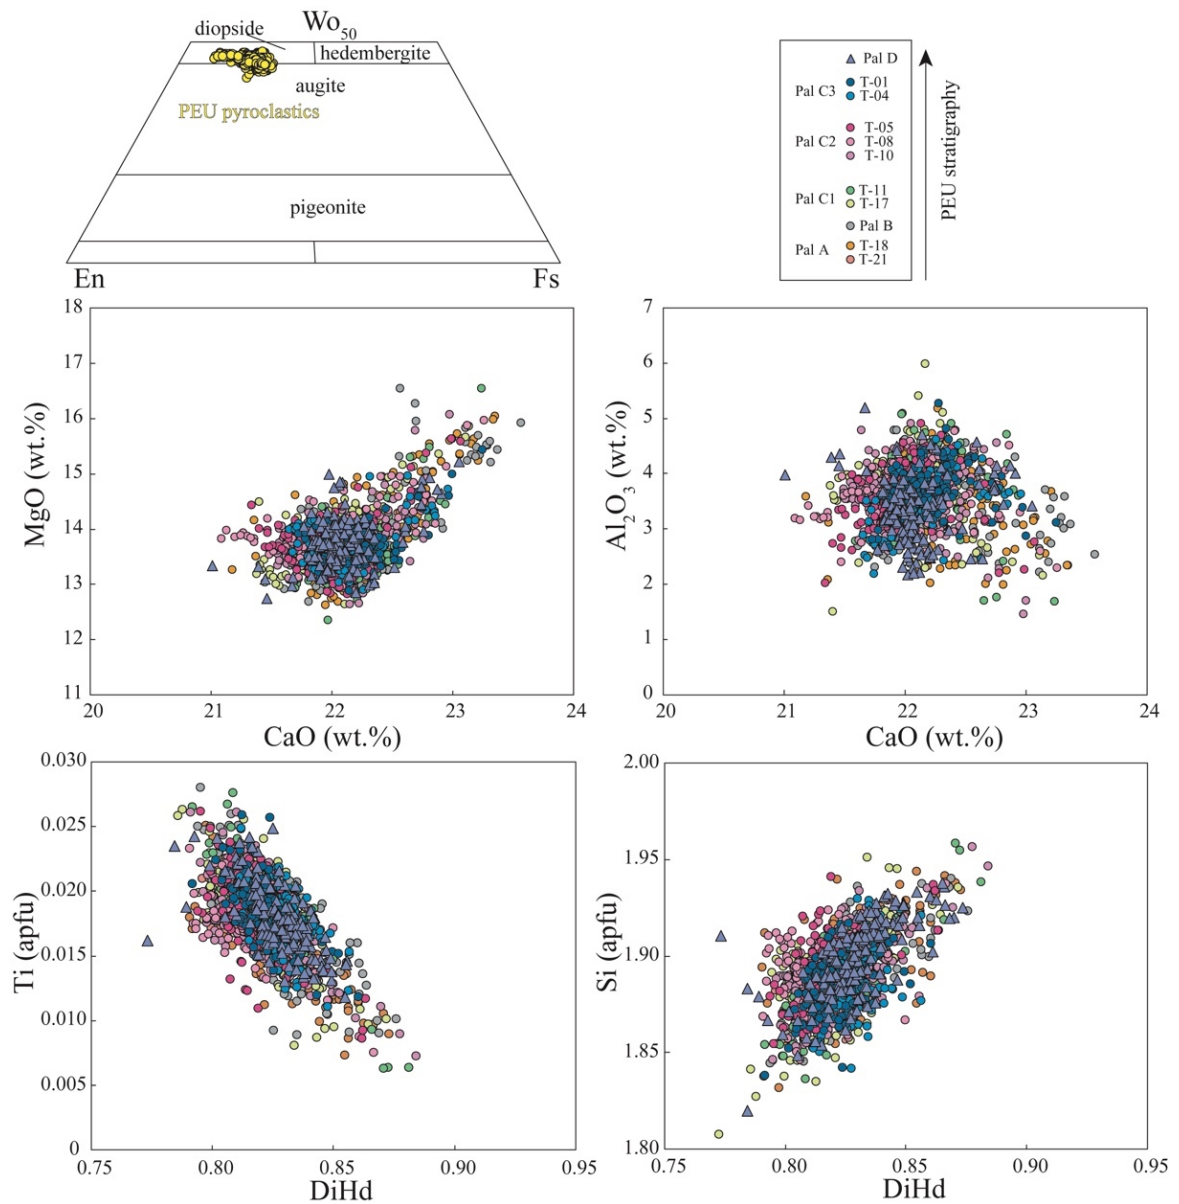 Wo50
diopside
hedembergite
augite
PEU pyroclastics
pigeonite
En
Fs
Pal D
Pal C3
T-01
T-04
T-05
Pal C2
T-08
T-10
T-11
Pal C1
T-17
Pal B
Pal A
T-18
T-21
PEU stratigraphy
MgO (wt.%)
18
17
16
15
14
13
12
11
20
21
22
23
24
CaO (wt.%)
Al2O3 (wt.%)
7
6
5
4
3
2
1
0
20
21
22
23
24
CaO (wt.%)
Ti (apfu)
0.030
0.025
0.020
0.015
0.010
0.005
0
0.75
0.80
0.85
0.90
0.95
DiHd
Si (apfu)
2.00
1.95
1.90
1.85
1.80
0.75
0.80
0.85
0.90
0.95
DiHd